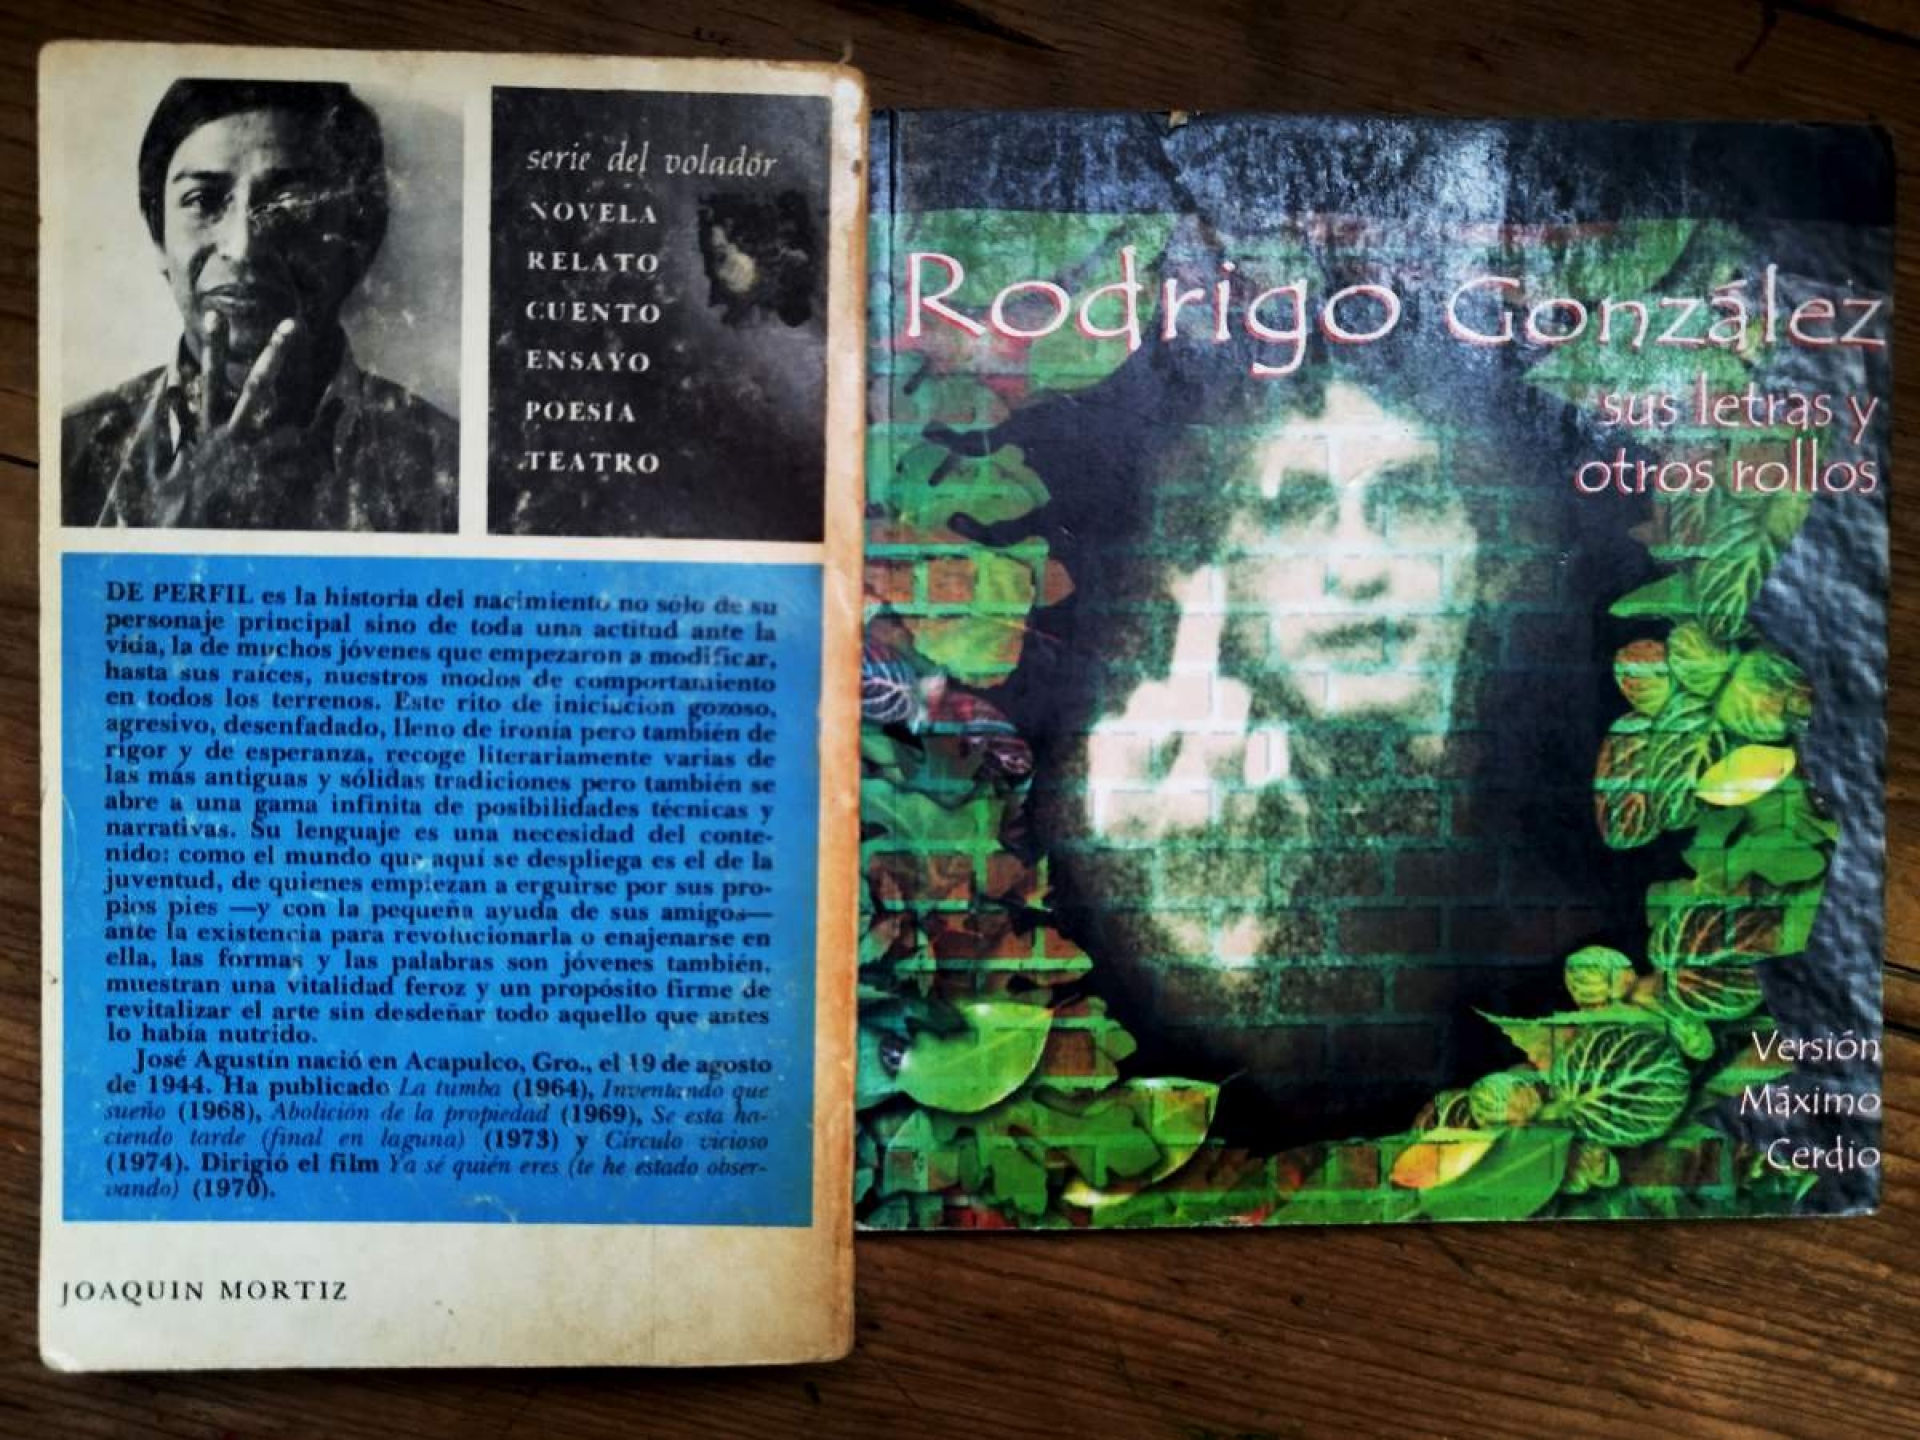 serie del volador
NOVELA
RELATO
CUENTO
ENSAYO
POESÍA
TEATRO
DE PERFIL es la historia del nacimiento no sólo de su
personaje principal sino de toda una actitud ante la
vida, la de muchos jóvenes que empezaron a modificar,
hasta sus raíces, nuestros modos de comportamiento
en todos los terrenos. Este rito de iniciación gozoso,
agresivo, desenfadado, lleno de ironía pero también de
rigor y de esperanza, recoge literariamente varias de
las más antiguas y sólidas tradiciones pero también se
abre a una gama infinita de posibilidades técnicas y
narrativas. Su lenguaje es una necesidad del conte-
nido: como el mundo que aquí se despliega es el de la
juventud, de quienes empiezan a erguirse por sus pro-
pios pies —y con la pequeña ayuda de sus amigos—
ante la existencia para revolucionarla o enajenarse en
ella, las formas y las palabras son jóvenes también,
muestran una vitalidad feroz y un propósito firme de
revitalizar el arte sin desdeñar todo aquello que antes
lo había nutrido.
José Agustín nació en Acapulco, Gro., el 19 de agosto
de 1944. Ha publicado La tumba (1964), Inventando que
sueño (1968), Abolición de la propiedad (1969), Se está ha-
ciendo tarde (final en laguna) (1973) y Círculo vicioso
(1974). Dirigió el film Ya sé quién eres (te he estado obser-
vando) (1970).
JOAQUIN MORTIZ
Rodrigo González
sus letras y
otros rollos
Versión
Máximo
Cerdio